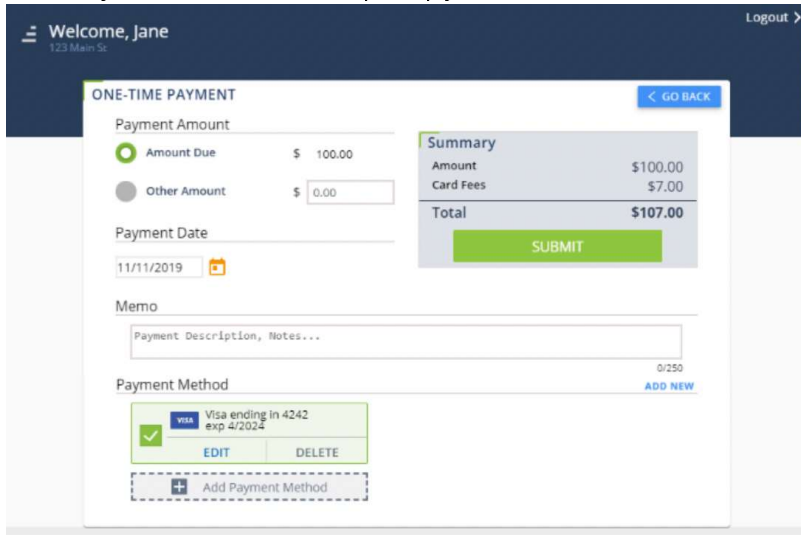 Logout >
Welcome, Jane
123 Main St
ONE-TIME PAYMENT
< GO BACK
Payment Amount
Amount Due $ 100.00
Other Amount $ 0.00
Summary
Amount $100.00
Card Fees $7.00
Total $107.00
SUBMIT
Payment Date
11/11/2019
Memo
Payment Description, Notes...
0/250
Payment Method
ADD NEW
VISA
Visa ending in 4242
exp 4/2024
EDIT DELETE
Add Payment Method